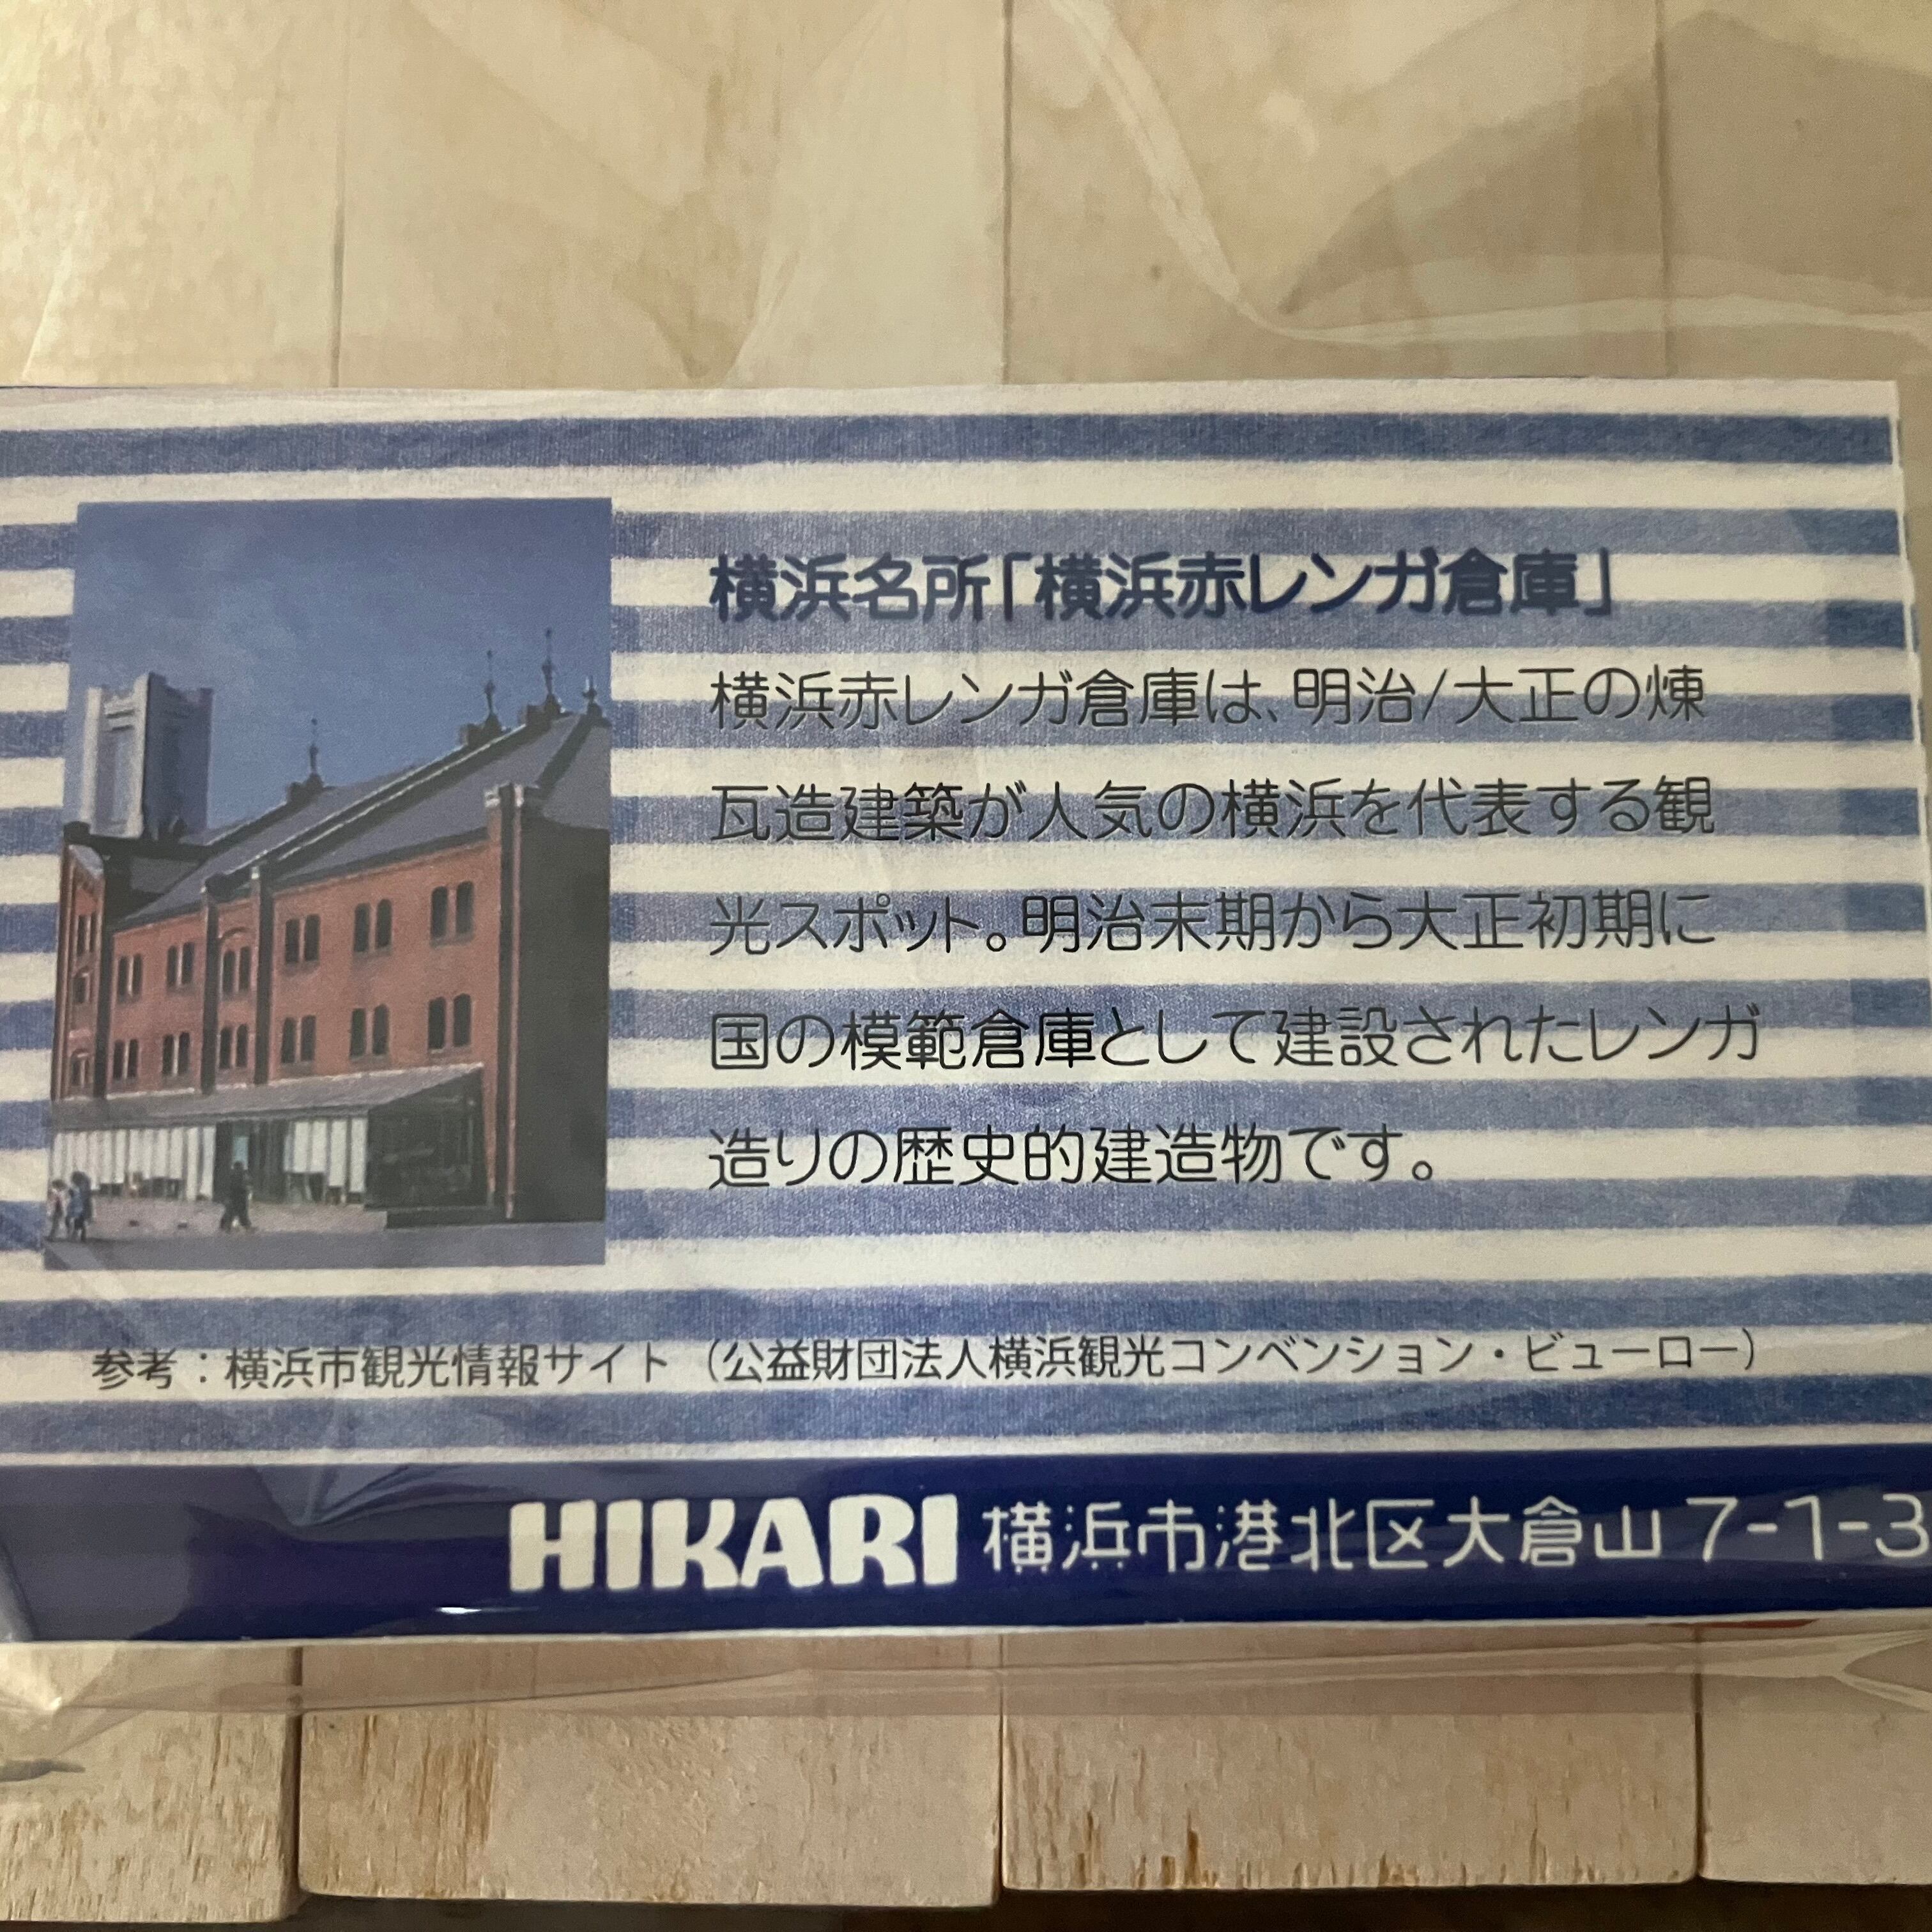 横浜名所「横浜赤レンガ倉庫」
横浜赤レンガ倉庫は、明治/大正の煉
瓦造建築が人気の横浜を代表する観
光スポット。明治末期から大正初期に
国の模範倉庫として建設されたレンガ
造りの歴史的建造物です。
参考：横浜市観光情報サイト（公益財団法人横浜観光コンベンション・ビューロー）
HIKARI 横浜市港北区大倉山 7-1-3